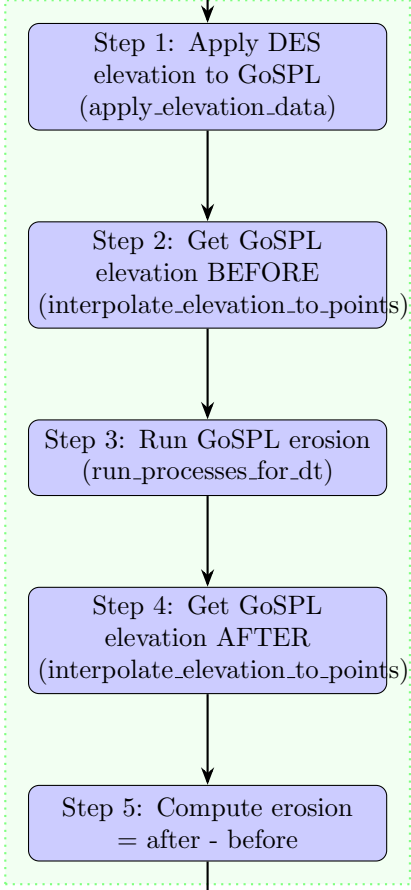 Step 1: Apply DES
elevation to GoSPL
(apply_elevation_data)
Step 2: Get GoSPL
elevation BEFORE
(interpolate_elevation_to_points)
Step 3: Run GoSPL erosion
(run_processes_for_dt)
Step 4: Get GoSPL
elevation AFTER
(interpolate_elevation_to_points)
Step 5: Compute erosion
= after - before